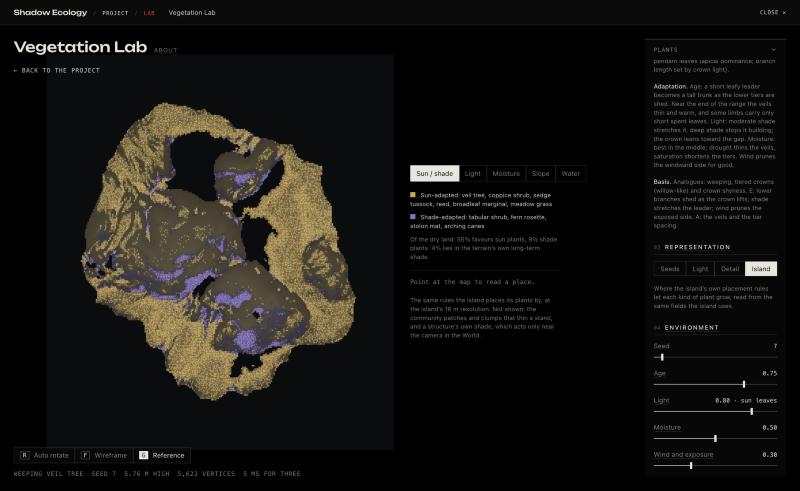 Shadow Ecology / PROJECT / LAB Vegetation Lab CLOSE ×
Vegetation Lab ABOUT
← BACK TO THE PROJECT
Sun / shade Light Moisture Slope Water
Sun-adapted: veil tree, coppice shrub, sedge
tussock, reed, broadleaf marginal, meadow grass
Shade-adapted: tabular shrub, fern rosette,
stolon mat, arching canes
Of the dry land: 55% favours sun plants, 9% shade
plants. 4% lies in the terrain's own daytime
shade.
Point at the map to read a place.
The same rules the island places its plants by, at
the island's 16 m resolution. Not shown: the
community patches and clumps that thin a stand,
and a structure's own shade, which acts only near
the camera in the World.
PLANTS
pendant leaves (apical dominance; branch
length set by crown light).
Adaptation. Age: a short leafy leader
becomes a tall trunk as the lower tiers are
shed. Near the end of the range the veils
thin and warm, and some limbs carry only
short spent leaves. Light: moderate shade
stretches it, deep shade stops it building;
the crown leans toward the gap. Moisture:
best in the middle; drought thins the veils,
saturation shortens the tiers. Wind prunes
the windward side for good.
Basis. Analogues: weeping, tiered crowns
(willow-like) and crown shyness. E: lower
branches shed as the crown lifts; shade
stretches the leader; wind prunes the
exposed side. A: the veils and the tier
spacing.
03 REPRESENTATION
Seeds Light Detail Island
Where the island's own placement rules
let each kind of plant grow, read from the
same fields the island uses.
04 ENVIRONMENT
Seed 7
Age 0.75
Light 0.80 · sun leaves
Moisture 0.50
Wind and exposure 0.30
R Auto rotate F Wireframe G Reference
WEEPING VEIL TREE SEED 7 5.76 M HIGH 5,622 VERTICES 5 MS FOR THREE